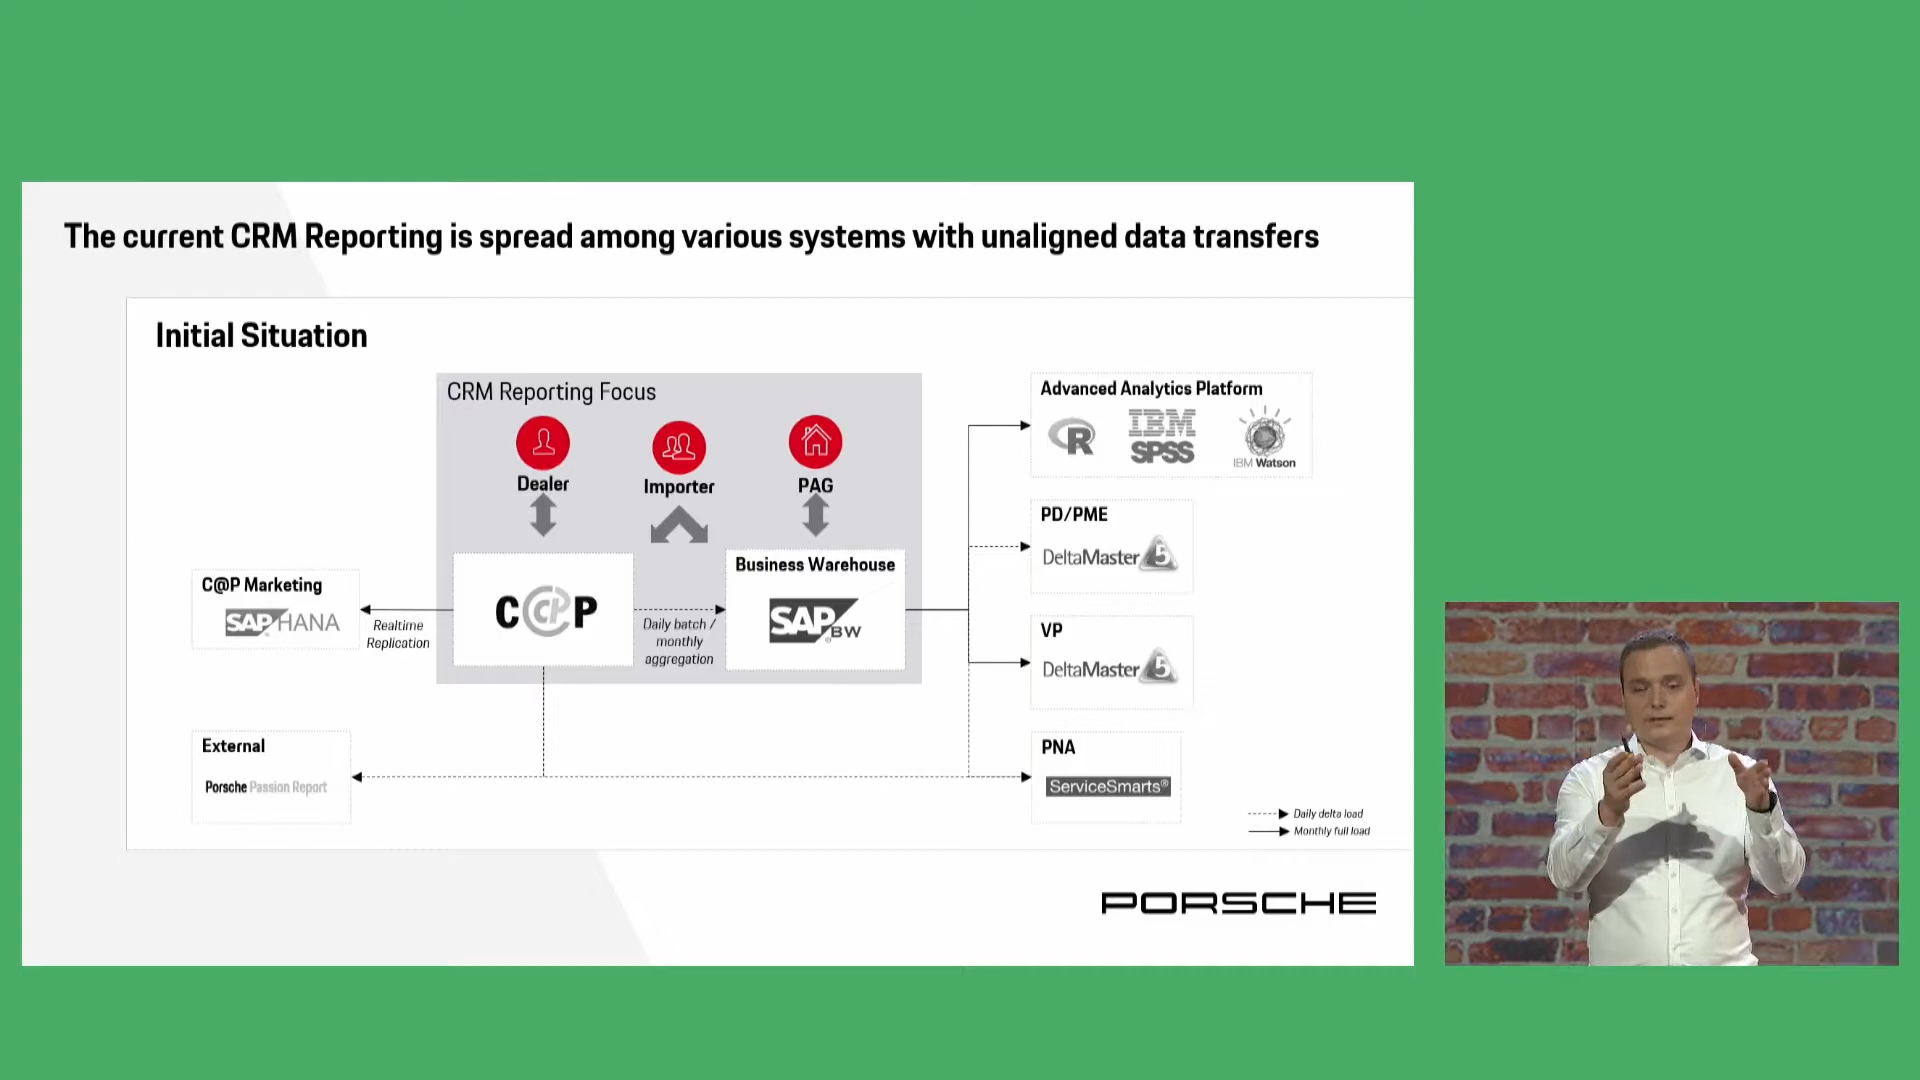 The current CRM Reporting is spread among various systems with unaligned data transfers
Initial Situation
CRM Reporting Focus
Dealer
Importer
PAG
C@P Marketing
SAP HANA
Realtime
Replication
C@P
Daily batch /
monthly
aggregation
Business Warehouse
SAP BW
Advanced Analytics Platform
R
IBM
SPSS
IBM Watson
PD/PME
DeltaMaster 5
VP
DeltaMaster 5
External
Porsche Passion Report
PNA
ServiceSmarts®
Daily delta load
Monthly full load
PORSCHE